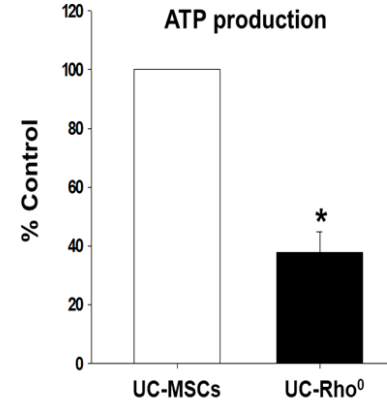 ATP production
120
100
80
60
40
20
0
% Control
*
UC-MSCs
UC-Rho⁰